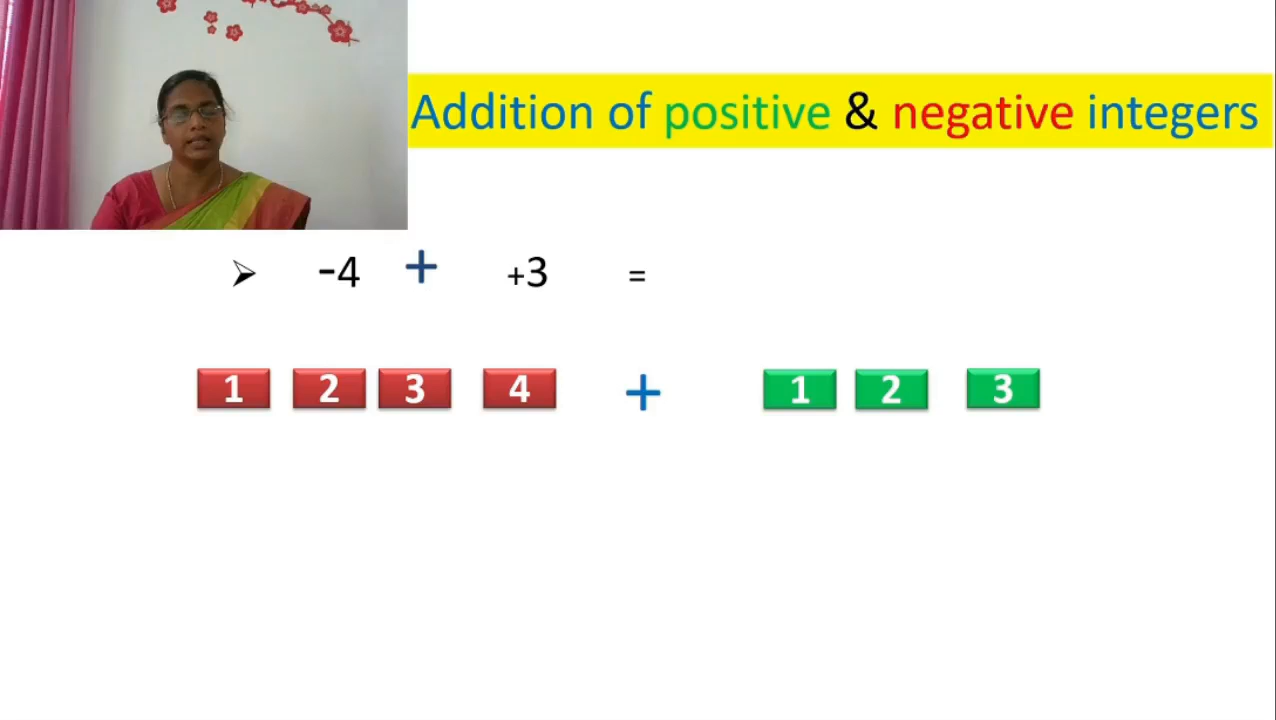 Addition of positive & negative integers
➢ -4 + +3 =
1 2 3 4 + 1 2 3